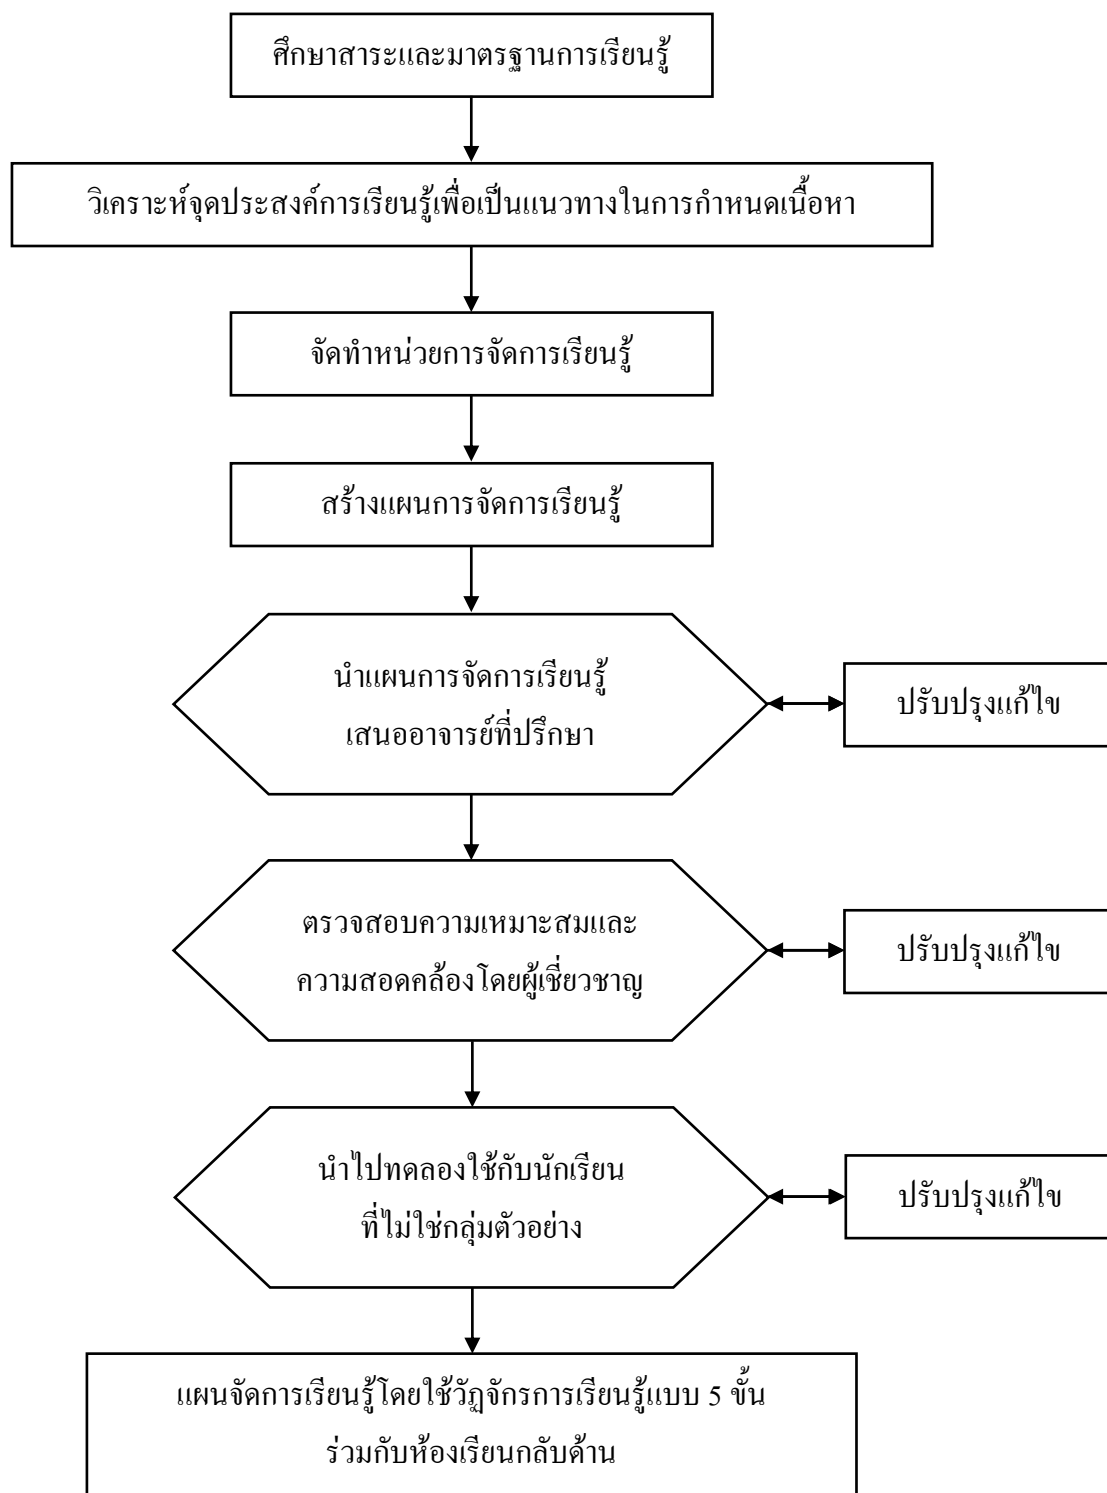 ศึกษาสาระและมาตรฐานการเรียนรู้
วิเคราะห์จุดประสงค์การเรียนรู้เพื่อเป็นแนวทางในการกำหนดเนื้อหา
จัดทำหน่วยการจัดการเรียนรู้
สร้างแผนการจัดการเรียนรู้
นำแผนการจัดการเรียนรู้
เสนออาจารย์ที่ปรึกษา
ปรับปรุงแก้ไข
ตรวจสอบความเหมาะสมและ
ความสอดคล้องโดยผู้เชี่ยวชาญ
ปรับปรุงแก้ไข
นำไปทดลองใช้กับนักเรียน
ที่ไม่ใช่กลุ่มตัวอย่าง
ปรับปรุงแก้ไข
แผนจัดการเรียนรู้โดยใช้วัฏจักรการเรียนรู้แบบ 5 ขั้น
ร่วมกับห้องเรียนกลับด้าน